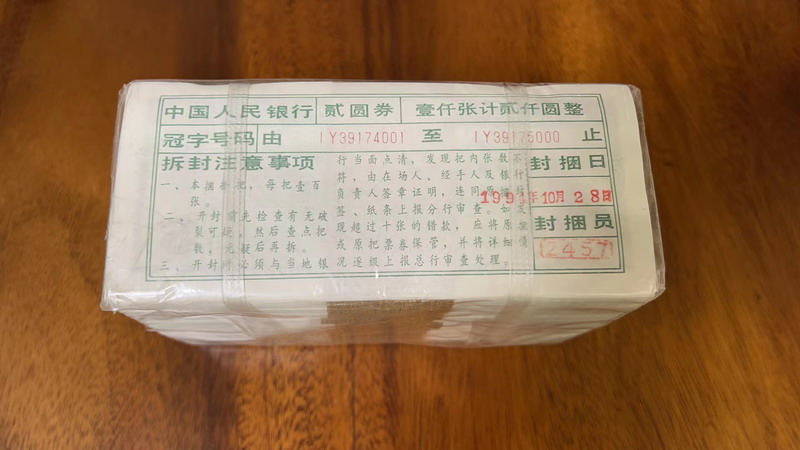 中国人民银行 贰圆券 壹仟张计贰仟圆整
冠字号码 由 IY39174001 至 IY39175000 止
拆封注意事项
一、本捆拾把，每把壹百
张。
二、开封前先检查有无破
裂可疑，然后查点把
数，无疑后再拆。
三、开封时必须与当地银
行当面点清，发现把内张数不
符，由在场人、经手人及银行
负责人签章证明，连同原捆
签、纸条上报分行审查。如发
现超过十张的错款，应将原捆
或原把票券保管，并将详细情
况逐级上报总行审查处理。
封捆日
年10月28日
封捆员
2457